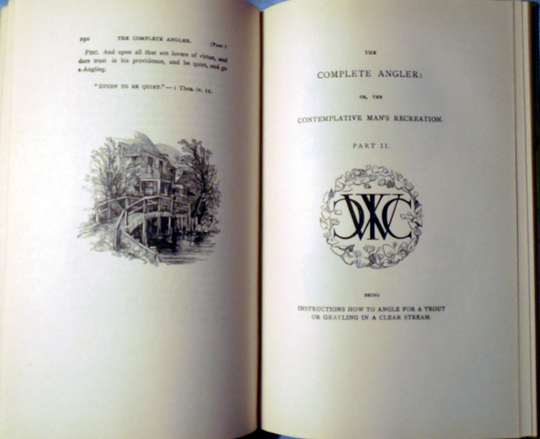 290 THE COMPLETE ANGLER. [PART I
PISC. And upon all that are lovers of virtue, and
dare trust in his providence, and be quiet, and go
a Angling.
"STUDY TO BE QUIET."—1 Thes. iv. 11.
THE
COMPLETE ANGLER:
OR, THE
CONTEMPLATIVE MAN'S RECREATION.
PART II.
BEING
INSTRUCTIONS HOW TO ANGLE FOR A TROUT
OR GRAYLING IN A CLEAR STREAM.